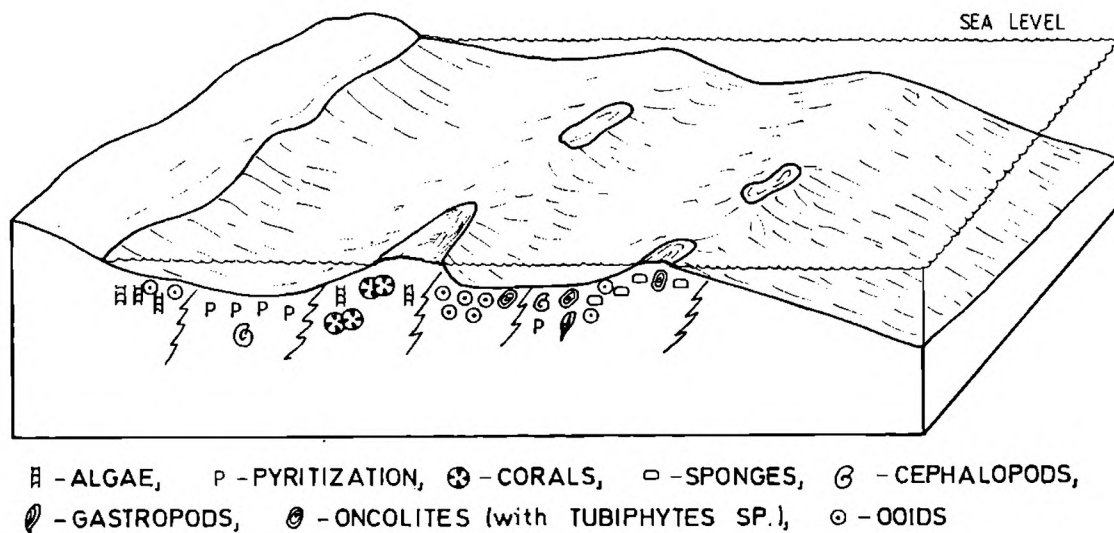 SEA LEVEL
P P P P
P
- ALGAE, P - PYRITIZATION, - CORALS, - SPONGES, - CEPHALOPODS,
- GASTROPODS, - ONCOLITES (with TUBIPHYTES SP.), - OOIDS